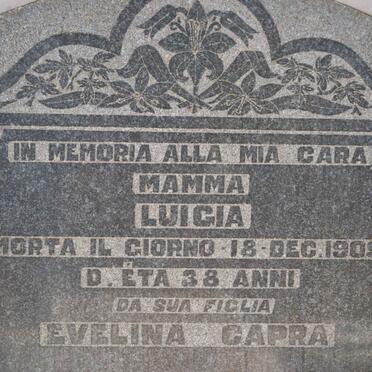 IN MEMORIA ALLA MIA CARA
MAMMA
LUIGIA
MORTA IL GIORNO 18-DEC. 1909
D. ETÀ 38 ANNI
DA SUA FIGLIA
EVELINA CAPRA